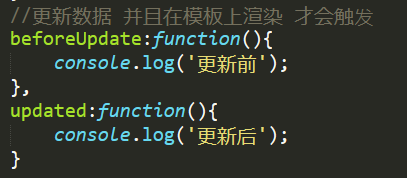 //更新数据 并且在模板上渲染 才会触发
beforeUpdate:function(){
    console.log('更新前');
},
updated:function(){
    console.log('更新后');
}